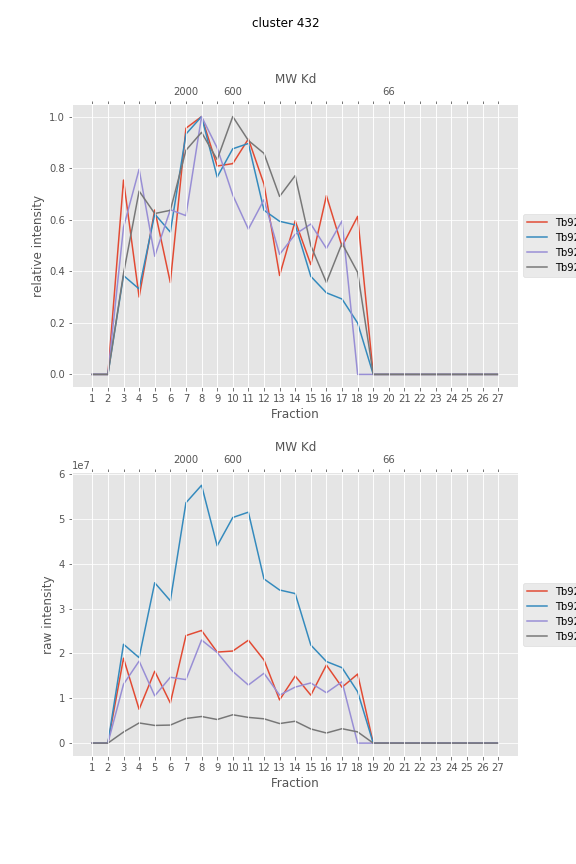 cluster 432
MW Kd
2000 600 66
1.0
0.8
0.6
0.4
0.2
0.0
relative intensity
Tb92
Tb92
Tb92
Tb92
1 2 3 4 5 6 7 8 9 10 11 12 13 14 15 16 17 18 19 20 21 22 23 24 25 26 27
Fraction
MW Kd
2000 600 66
1e7
6
5
4
3
2
1
0
raw intensity
Tb92
Tb92
Tb92
Tb92
1 2 3 4 5 6 7 8 9 10 11 12 13 14 15 16 17 18 19 20 21 22 23 24 25 26 27
Fraction